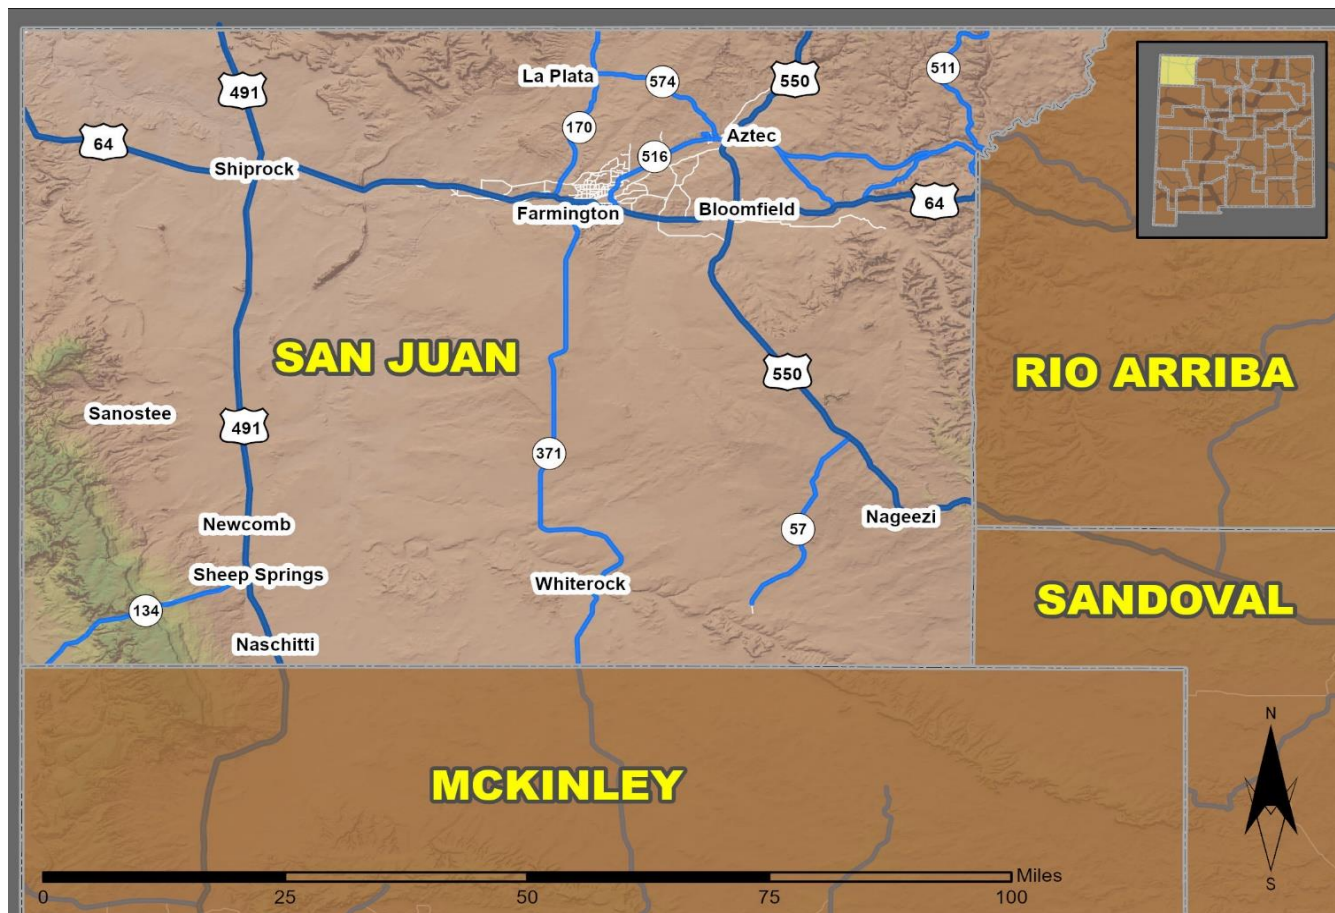 491
La Plata
574
550
511
64
170
516
Aztec
Shiprock
Farmington
Bloomfield
64
SAN JUAN
550
RIO ARRIBA
Sanostee
491
371
Newcomb
57
Nageezi
Sheep Springs
Whiterock
SANDOVAL
134
Naschitti
N
MCKINLEY
Miles
0 25 50 75 100
S